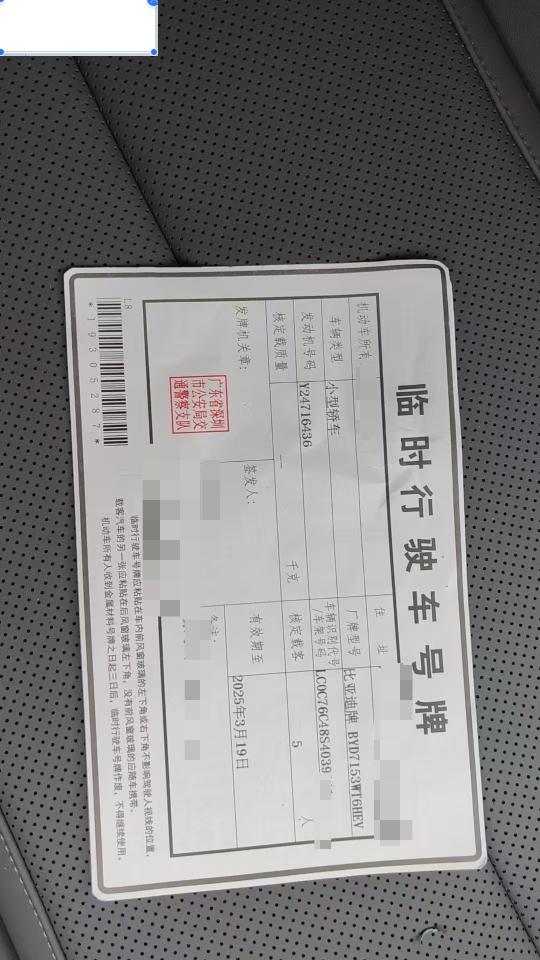 临时行驶车号牌
机动车所有
住 址
车辆类型 小型轿车
厂牌型号 比亚迪牌 BYD7153WT6HEV
发动机号码 Y24716436
车辆识别代号/车架号码 LC0C76C48S4039
核定载质量 — 千克
核定载客 5 人
发牌机关章：
广东省深圳
市公安局交
通警察支队
签发人：
有效期至 2025年3月19日
备注：
临时行驶车号牌应粘贴在车内前风窗玻璃的左下角或右下角不影响驾驶人视线的位置，
载客汽车的另一张应粘贴在后风窗玻璃左下角，没有前风窗玻璃的应随车携带。
机动车所有人收到金属材料号牌之日起三日后，临时行驶车号牌作废，不得继续使用。
L8
*19305287*